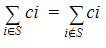 ∑_{i∈S} ci = ∑_{i∉S} ci